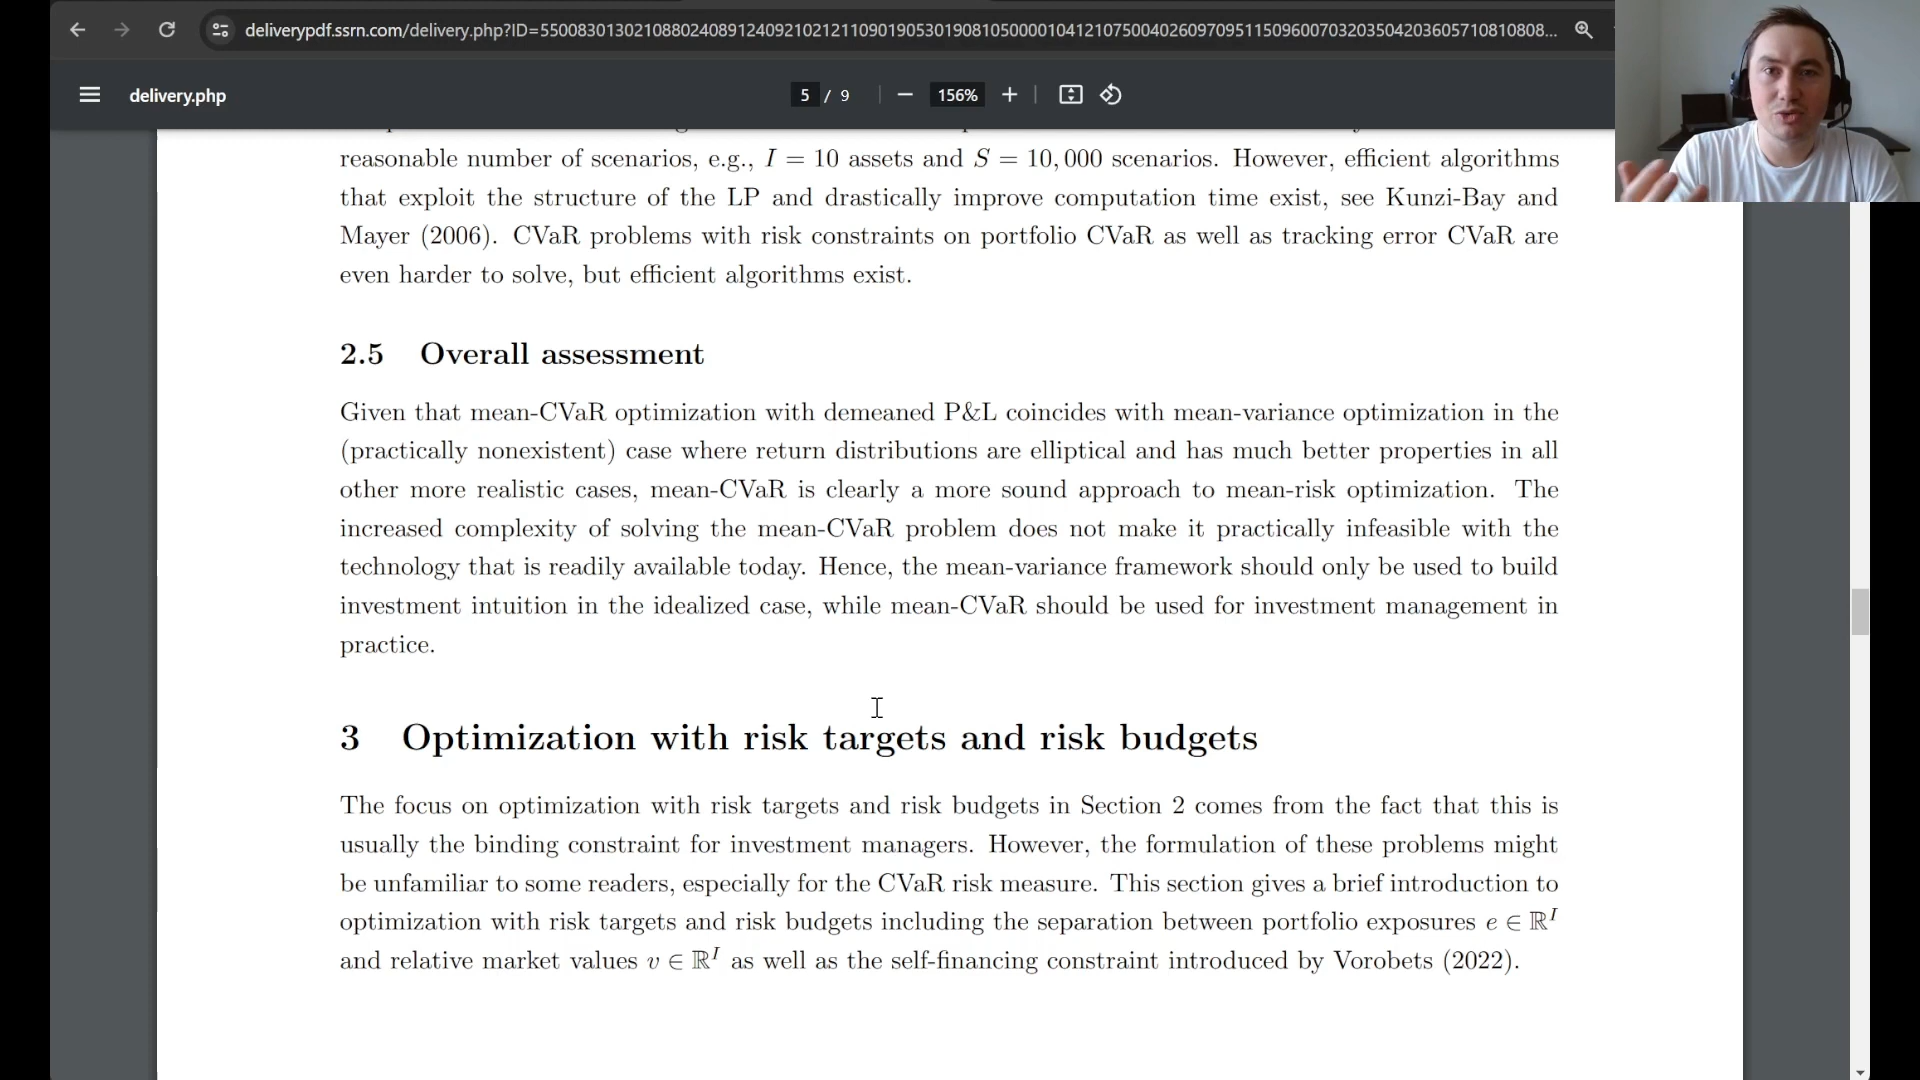 deliverypdf.ssrn.com/delivery.php?ID=55008301302108802408912409210212110901905301908105000010412107500402609709511509600703203504203605710810808...
delivery.php
5 / 9
156%
reasonable number of scenarios, e.g., I = 10 assets and S = 10,000 scenarios. However, efficient algorithms
that exploit the structure of the LP and drastically improve computation time exist, see Kunzi-Bay and
Mayer (2006). CVaR problems with risk constraints on portfolio CVaR as well as tracking error CVaR are
even harder to solve, but efficient algorithms exist.
2.5 Overall assessment
Given that mean-CVaR optimization with demeaned P&L coincides with mean-variance optimization in the
(practically nonexistent) case where return distributions are elliptical and has much better properties in all
other more realistic cases, mean-CVaR is clearly a more sound approach to mean-risk optimization. The
increased complexity of solving the mean-CVaR problem does not make it practically infeasible with the
technology that is readily available today. Hence, the mean-variance framework should only be used to build
investment intuition in the idealized case, while mean-CVaR should be used for investment management in
practice.
3 Optimization with risk targets and risk budgets
The focus on optimization with risk targets and risk budgets in Section 2 comes from the fact that this is
usually the binding constraint for investment managers. However, the formulation of these problems might
be unfamiliar to some readers, especially for the CVaR risk measure. This section gives a brief introduction to
optimization with risk targets and risk budgets including the separation between portfolio exposures e ∈ ℝᴵ
and relative market values v ∈ ℝᴵ as well as the self-financing constraint introduced by Vorobets (2022).